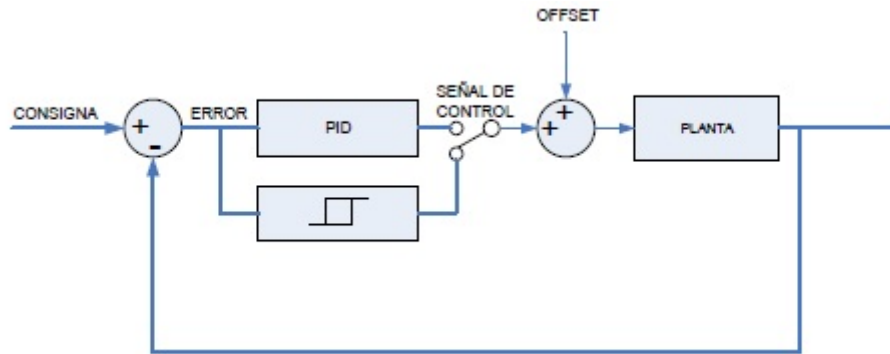 OFFSET
CONSIGNA
ERROR
PID
SEÑAL DE
CONTROL
PLANTA
+
-
+
+